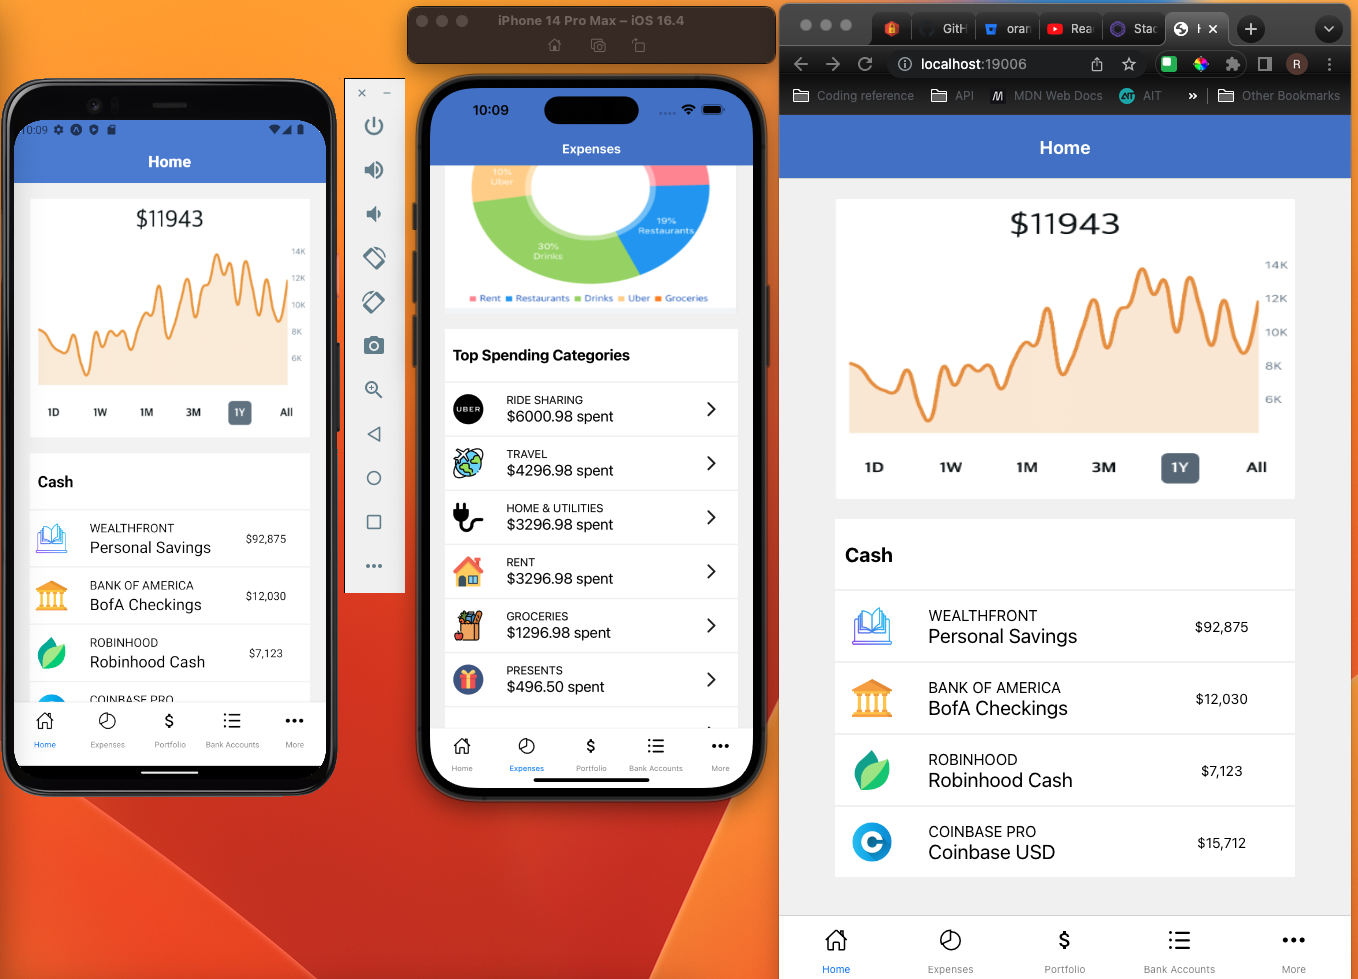 10:09
Home
$11943
14K
12K
10K
8K
6K
1D 1W 1M 3M 1Y All
Cash
WEALTHFRONT
Personal Savings
$92,875
BANK OF AMERICA
BofA Checkings
$12,030
ROBINHOOD
Robinhood Cash
$7,123
COINBASE PRO
Home Expenses Portfolio Bank Accounts More
iPhone 14 Pro Max – iOS 16.4
10:09
Expenses
10%
Uber
19%
Restaurants
30%
Drinks
Rent Restaurants Drinks Uber Groceries
Top Spending Categories
UBER
RIDE SHARING
$6000.98 spent
TRAVEL
$4296.98 spent
HOME & UTILITIES
$3296.98 spent
RENT
$3296.98 spent
GROCERIES
$1296.98 spent
PRESENTS
$496.50 spent
Home Expenses Portfolio Bank Accounts More
GitH oran Rea Stac
localhost:19006
R
Coding reference API MDN Web Docs AIT » Other Bookmarks
Home
$11943
14K
12K
10K
8K
6K
1D 1W 1M 3M 1Y All
Cash
WEALTHFRONT
Personal Savings
$92,875
BANK OF AMERICA
BofA Checkings
$12,030
ROBINHOOD
Robinhood Cash
$7,123
COINBASE PRO
Coinbase USD
$15,712
Home Expenses Portfolio Bank Accounts More